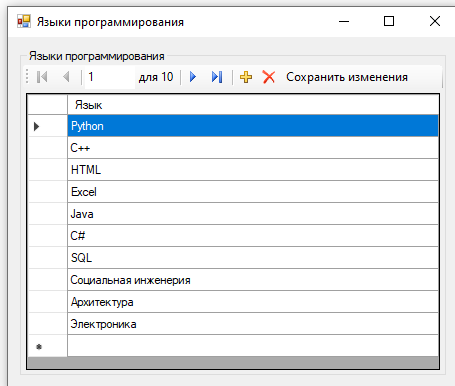 Языки программирования
Языки программирования
1 для 10 Сохранить изменения
Язык
Python
C++
HTML
Excel
Java
C#
SQL
Социальная инженерия
Архитектура
Электроника